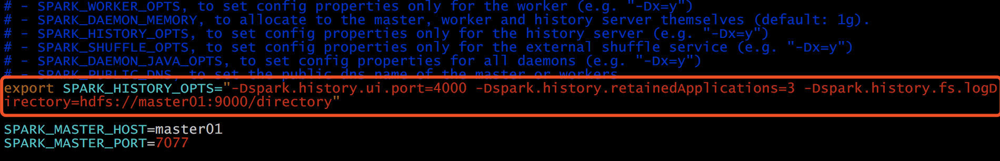 # - SPARK_WORKER_OPTS, to set config properties only for the worker (e.g. "-Dx=y")
# - SPARK_DAEMON_MEMORY, to allocate to the master, worker and history server themselves (default: 1g).
# - SPARK_HISTORY_OPTS, to set config properties only for the history server (e.g. "-Dx=y")
# - SPARK_SHUFFLE_OPTS, to set config properties only for the external shuffle service (e.g. "-Dx=y")
# - SPARK_DAEMON_JAVA_OPTS, to set config properties for all daemons (e.g. "-Dx=y")
# - SPARK_PUBLIC_DNS, to set the public dns name of the master or workers
export SPARK_HISTORY_OPTS="-Dspark.history.ui.port=4000 -Dspark.history.retainedApplications=3 -Dspark.history.fs.logD
irectory=hdfs://master01:9000/directory"
SPARK_MASTER_HOST=master01
SPARK_MASTER_PORT=7077